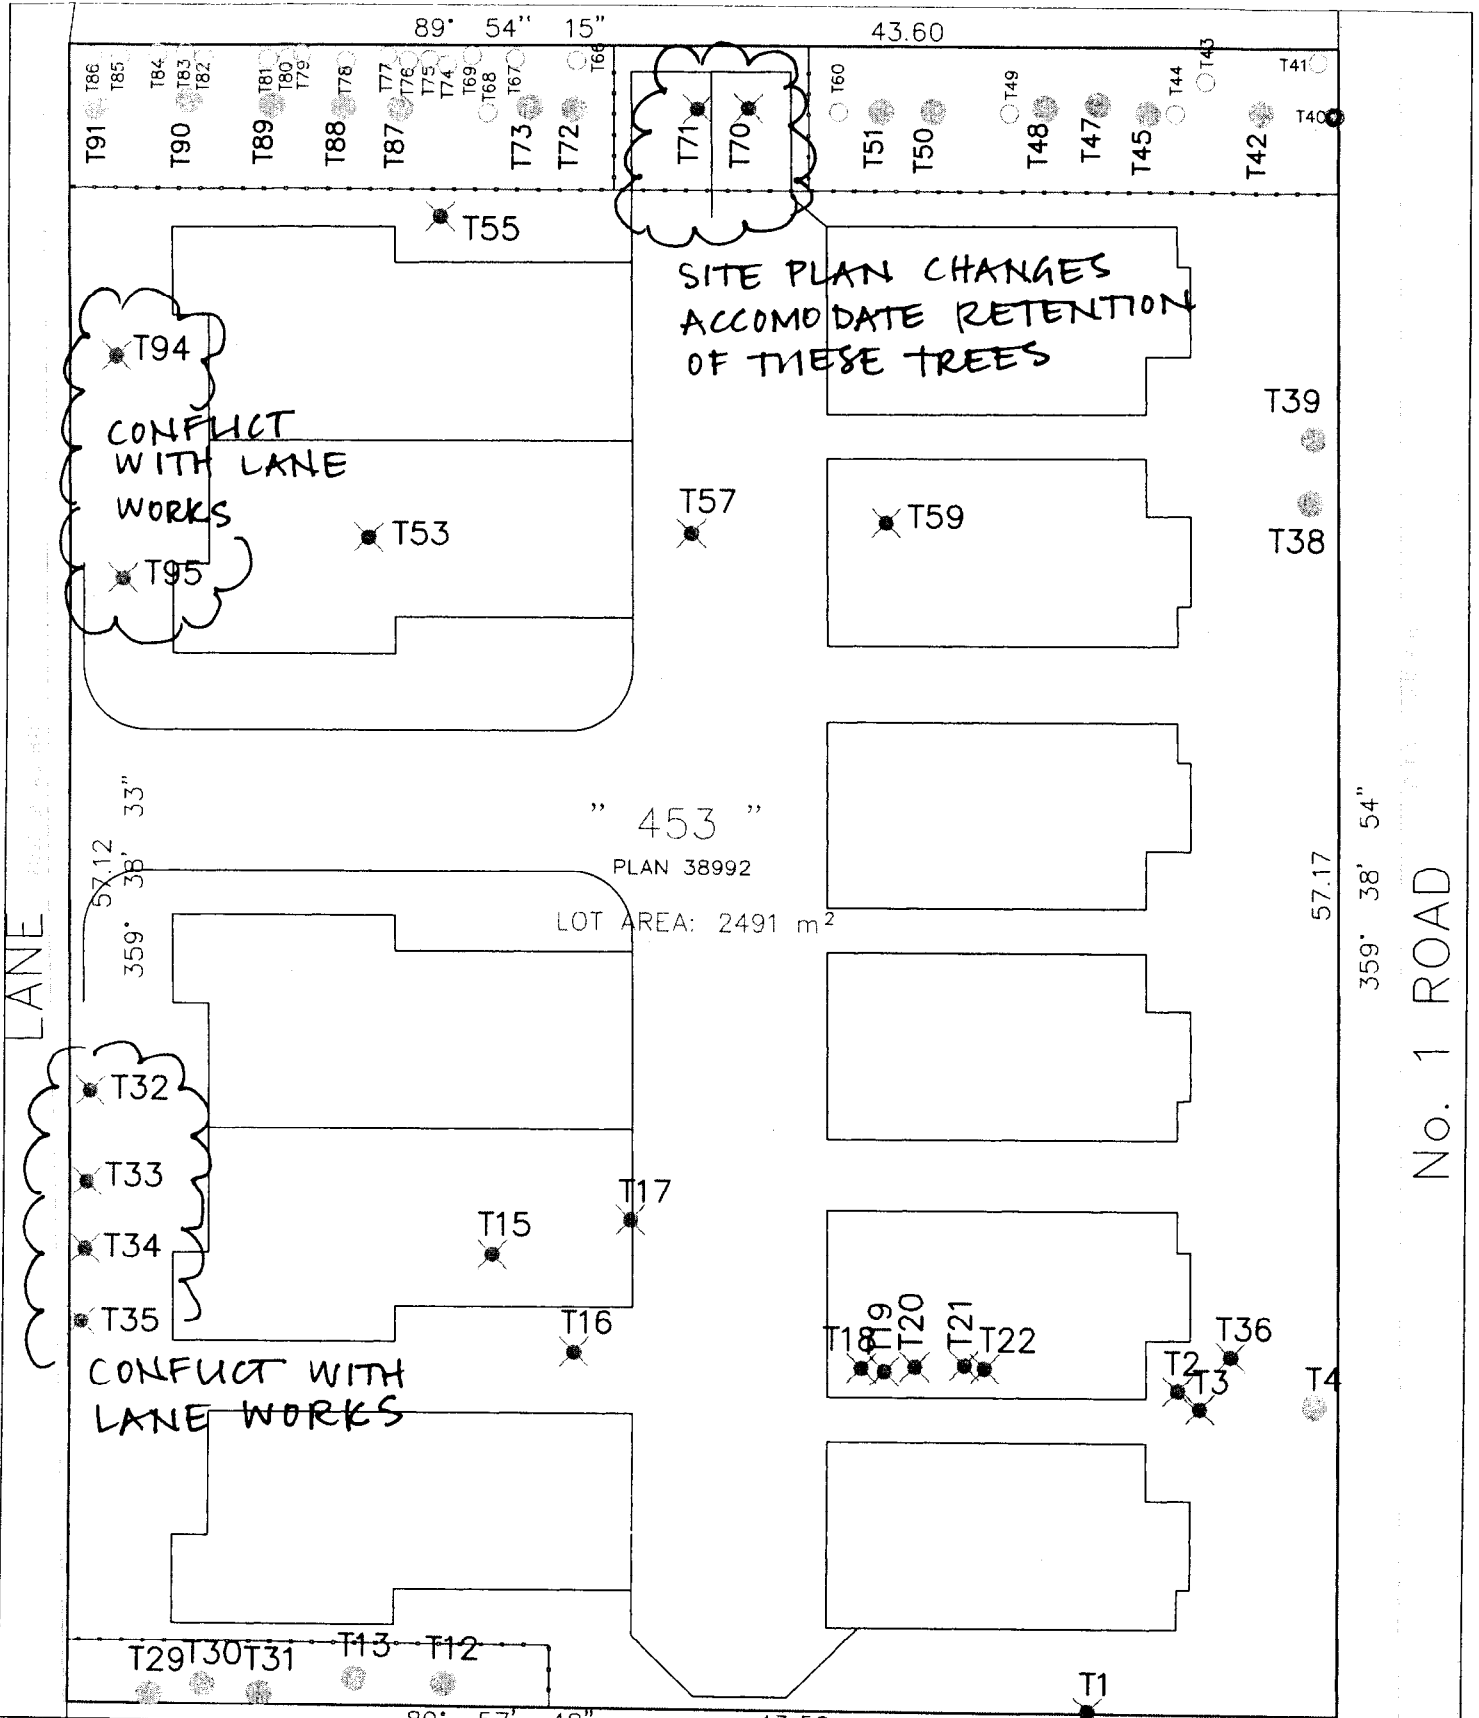 89° 54'' 15"
43.60
T86
T85
T84
T83
T82
T81
T80
T79
T78
T77
T76
T75
T74
T69
T68
T67
T66
T60
T49
T44
T43
T41
T40
T91
T90
T89
T88
T87
T73
T72
T71
T70
T51
T50
T48
T47
T45
T42
T55
SITE PLAN CHANGES
ACCOMODATE RETENTION
OF THESE TREES
T94
CONFLICT
WITH LANE
WORKS
T95
T53
T57
T59
T39
T38
LANE
57.12
359° 38' 33"
" 453 "
PLAN 38992
LOT AREA: 2491 m²
57.17
359° 38' 54"
No. 1 ROAD
T32
T33
T34
T35
CONFLICT WITH
LANE WORKS
T15
T17
T16
T18
T19
T20
T21
T22
T36
T2
T3
T4
T29
T30
T31
T13
T12
T1